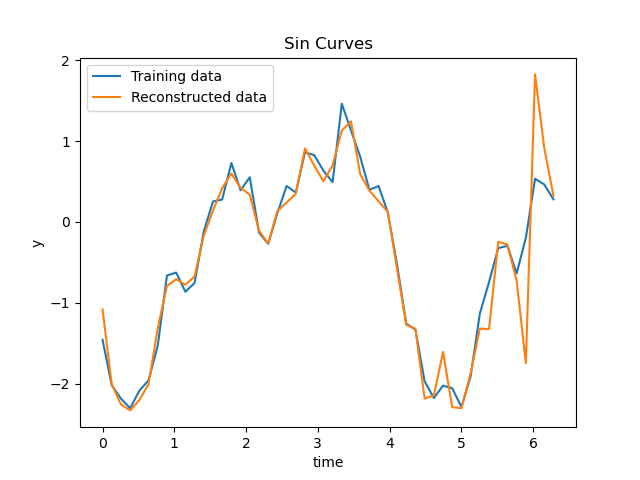 Sin Curves
Training data
Reconstructed data
y
2
1
0
−1
−2
0 1 2 3 4 5 6
time